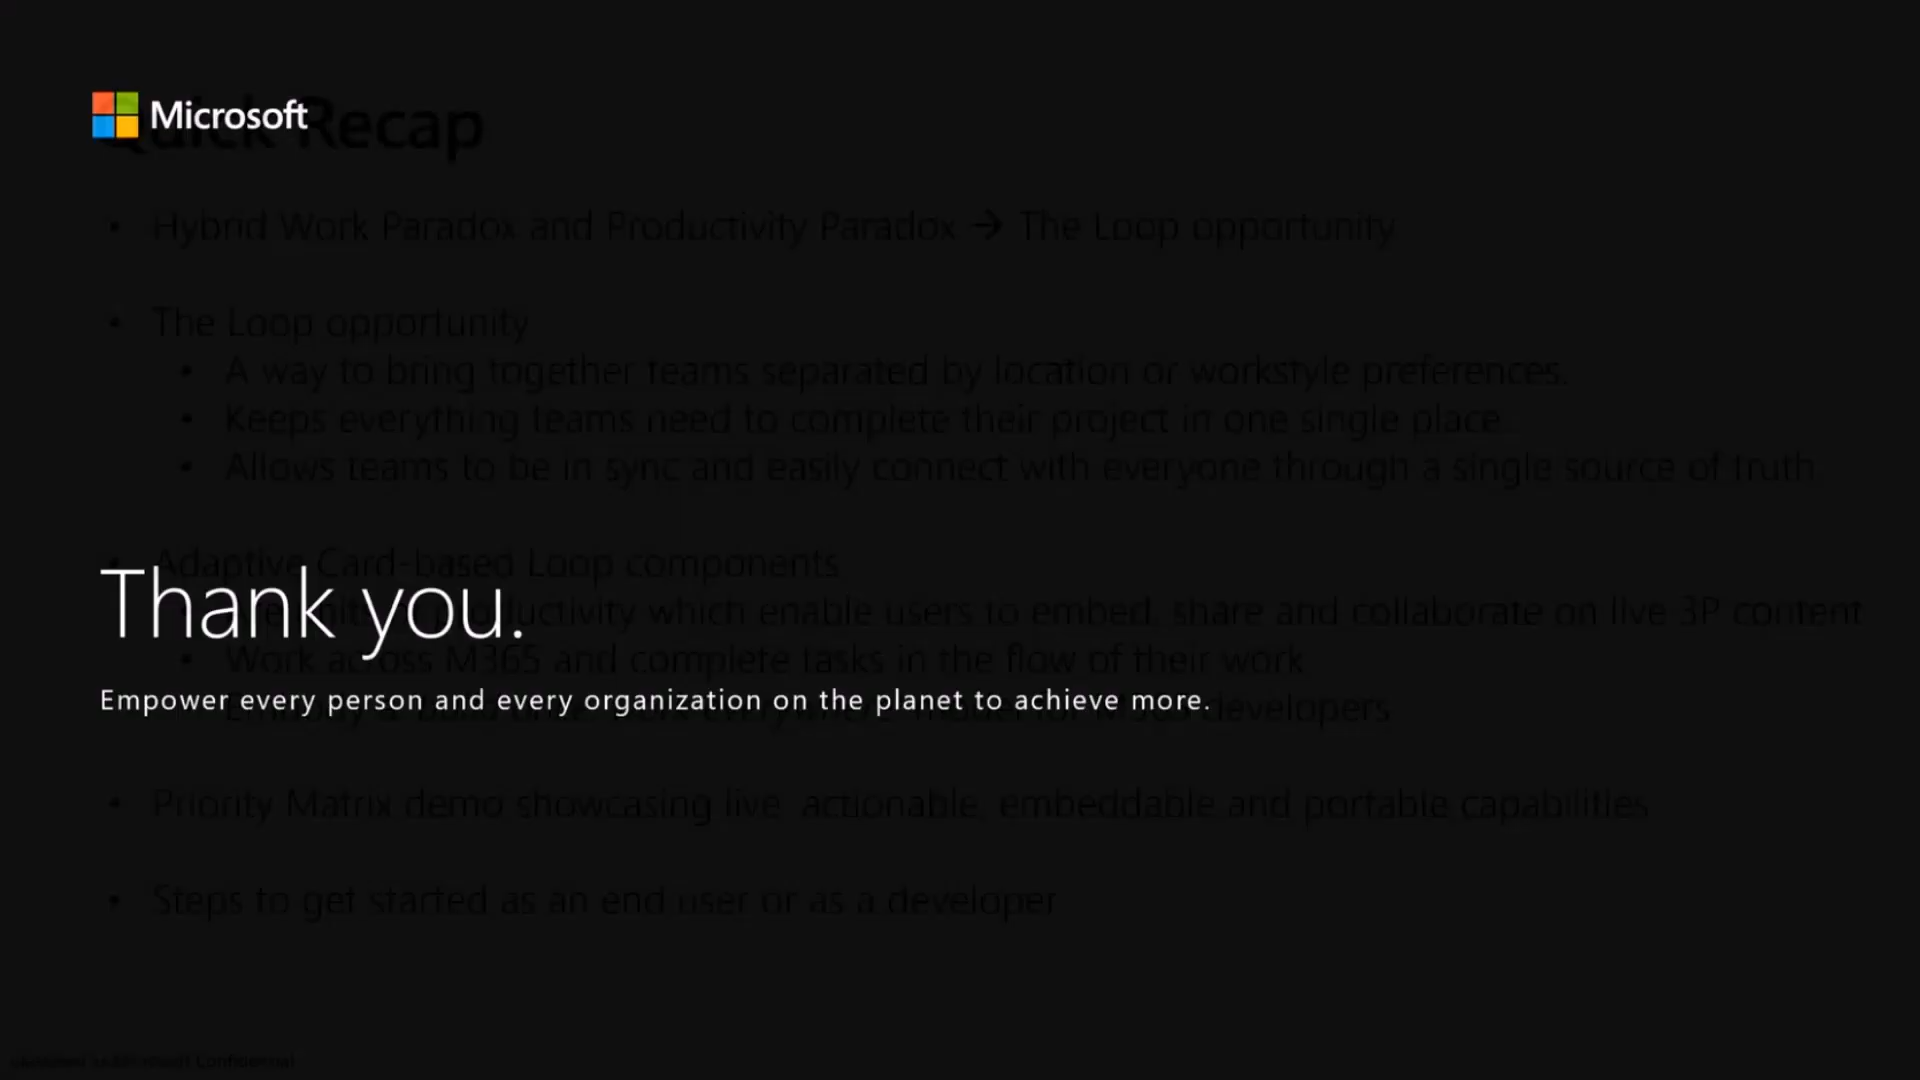 Microsoft
Quick Recap
• Hybrid Work Paradox and Productivity Paradox → The Loop opportunity
• The Loop opportunity
• A way to bring together teams separated by location or workstyle preferences.
• Keeps everything teams need to complete their project in one single place.
• Allows teams to be in sync and easily connect with everyone through a single source of truth
• Adaptive Card-based Loop components
Thank you.
productivity which enable users to embed, share and collaborate on live 3P content
• Work across M365 and complete tasks in the flow of their work
Empower every person and every organization on the planet to achieve more.
developers
• Priority Matrix demo showcasing live, actionable, embeddable and portable capabilities
• Steps to get started as an end user or as a developer
Confidential